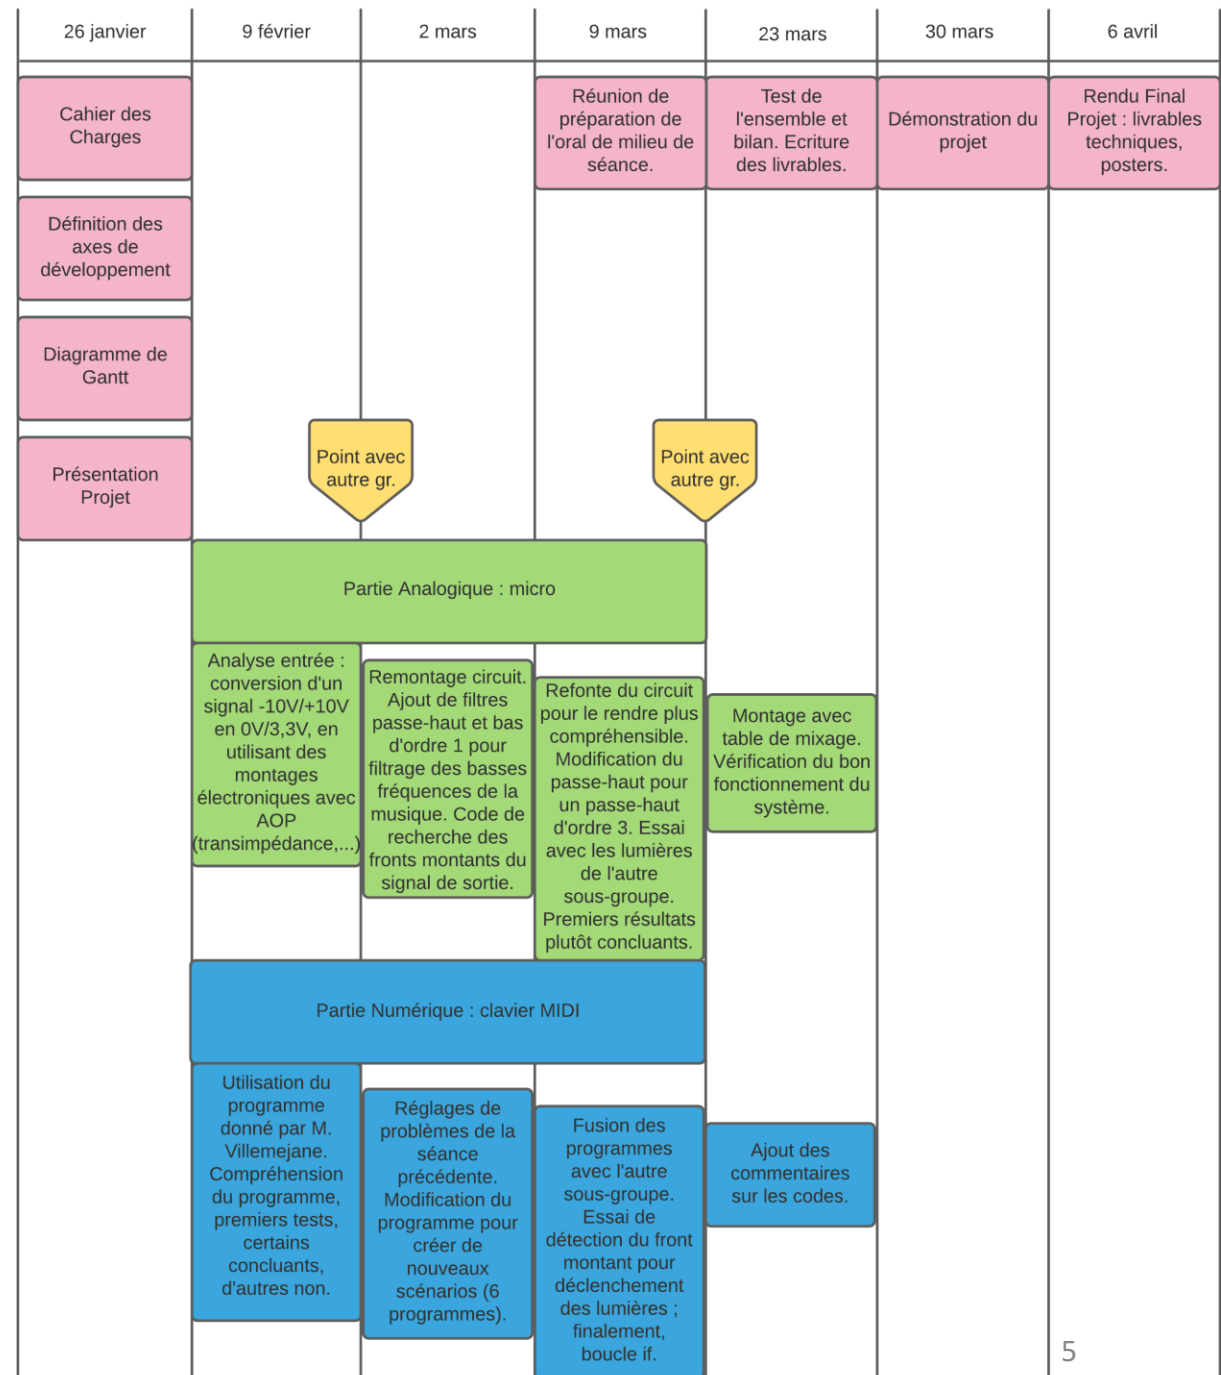 26 janvier
9 février
2 mars
9 mars
23 mars
30 mars
6 avril
Cahier des
Charges
Réunion de
préparation de
l'oral de milieu de
séance.
Test de
l'ensemble et
bilan. Ecriture
des livrables.
Démonstration du
projet
Rendu Final
Projet : livrables
techniques,
posters.
Définition des
axes de
développement
Diagramme de
Gantt
Présentation
Projet
Point avec
autre gr.
Point avec
autre gr.
Partie Analogique : micro
Analyse entrée :
conversion d'un
signal -10V/+10V
en 0V/3,3V, en
utilisant des
montages
électroniques avec
AOP
(transimpédance,...)
Remontage circuit.
Ajout de filtres
passe-haut et bas
d'ordre 1 pour
filtrage des basses
fréquences de la
musique. Code de
recherche des
fronts montants du
signal de sortie.
Refonte du circuit
pour le rendre plus
compréhensible.
Modification du
passe-haut pour
un passe-haut
d'ordre 3. Essai
avec les lumières
de l'autre
sous-groupe.
Premiers résultats
plutôt concluants.
Montage avec
table de mixage.
Vérification du bon
fonctionnement du
système.
Partie Numérique : clavier MIDI
Utilisation du
programme
donné par M.
Villemejane.
Compréhension
du programme,
premiers tests,
certains
concluants,
d'autres non.
Réglages de
problèmes de la
séance
précédente.
Modification du
programme pour
créer de
nouveaux
scénarios (6
programmes).
Fusion des
programmes
avec l'autre
sous-groupe.
Essai de
détection du front
montant pour
déclenchement
des lumières ;
finalement,
boucle if.
Ajout des
commentaires
sur les codes.
5